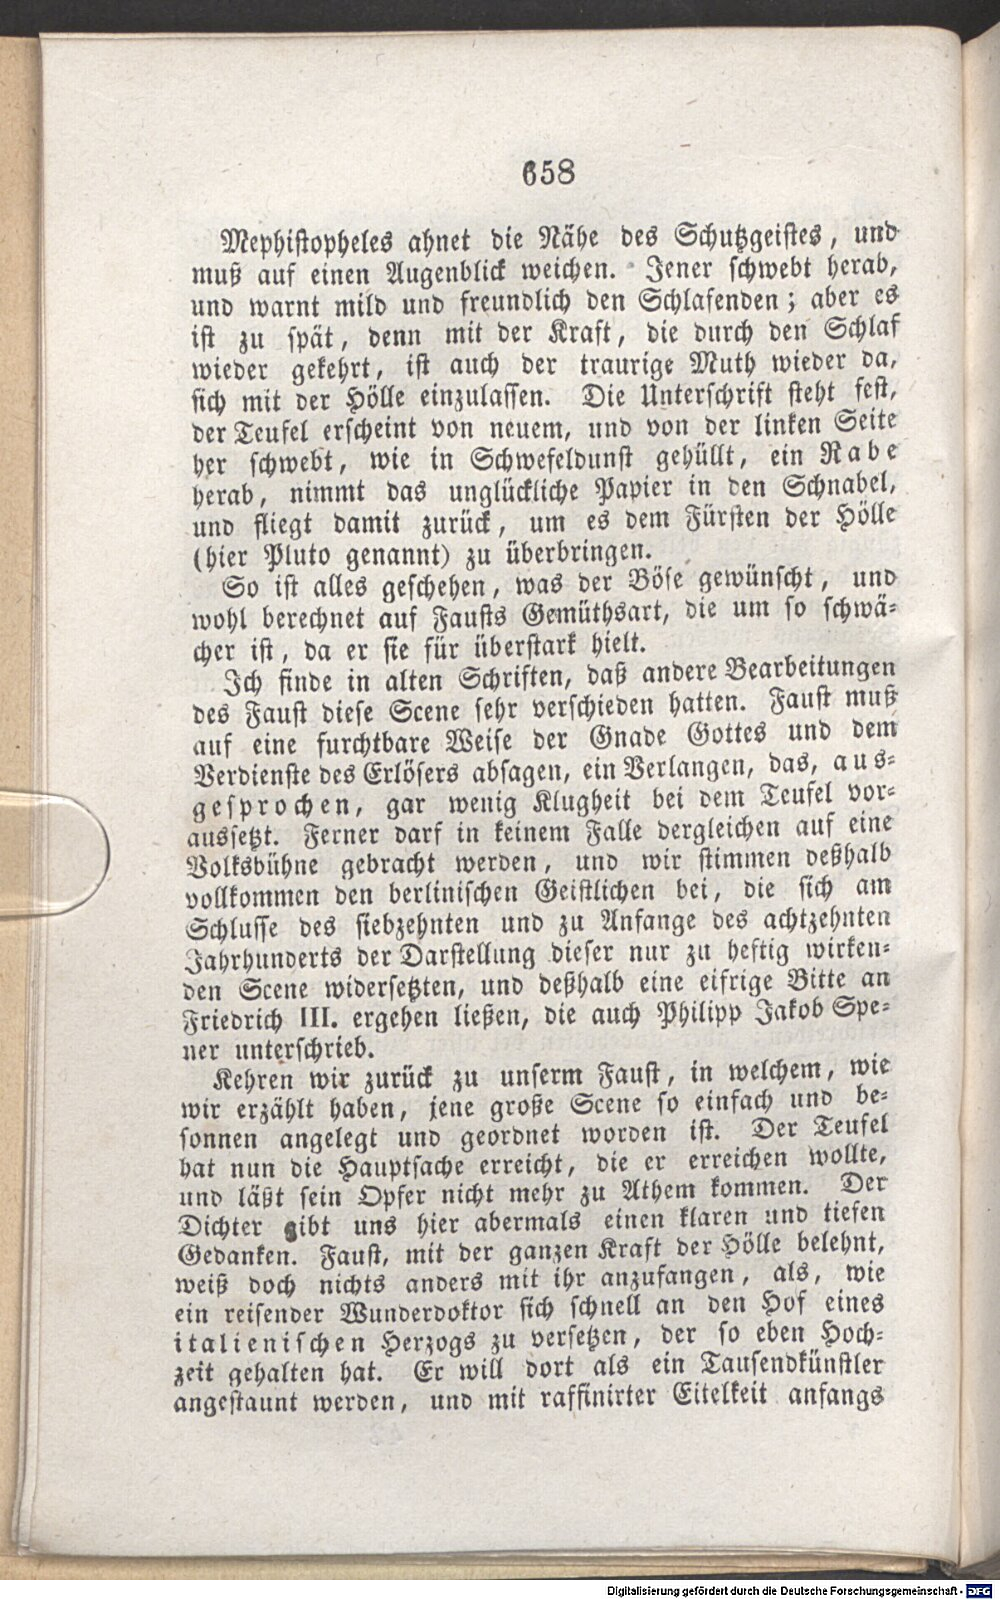 658
Mephistopheles ahnet die Nähe des Schutzgeistes, und
muß auf einen Augenblick weichen. Jener schwebt herab,
und warnt mild und freundlich den Schlafenden; aber es
ist zu spät, denn mit der Kraft, die durch den Schlaf
wieder gekehrt, ist auch der traurige Muth wieder da,
sich mit der Hölle einzulassen. Die Unterschrift steht fest,
der Teufel erscheint von neuem, und von der linken Seite
her schwebt, wie in Schwefeldunst gehüllt, ein Rabe
herab, nimmt das unglückliche Papier in den Schnabel,
und fliegt damit zurück, um es dem Fürsten der Hölle
(hier Pluto genannt) zu überbringen.
So ist alles geschehen, was der Böse gewünscht, und
wohl berechnet auf Fausts Gemüthsart, die um so schwä-
cher ist, da er sie für überstark hielt.
Ich finde in alten Schriften, daß andere Bearbeitungen
des Faust diese Scene sehr verschieden hatten. Faust muß
auf eine furchtbare Weise der Gnade Gottes und dem
Verdienste des Erlösers absagen, ein Verlangen, das, aus-
gesprochen, gar wenig Klugheit bei dem Teufel vor-
aussetzt. Ferner darf in keinem Falle dergleichen auf eine
Volksbühne gebracht werden, und wir stimmen deßhalb
vollkommen den berlinischen Geistlichen bei, die sich am
Schlusse des siebzehnten und zu Anfange des achtzehnten
Jahrhunderts der Darstellung dieser nur zu heftig wirken-
den Scene widersetzten, und deßhalb eine eifrige Bitte an
Friedrich III. ergehen ließen, die auch Philipp Jakob Spe-
ner unterschrieb.
Kehren wir zurück zu unserm Faust, in welchem, wie
wir erzählt haben, jene große Scene so einfach und be-
sonnen angelegt und geordnet worden ist. Der Teufel
hat nun die Hauptsache erreicht, die er erreichen wollte,
und läßt sein Opfer nicht mehr zu Athem kommen. Der
Dichter gibt uns hier abermals einen klaren und tiefen
Gedanken. Faust, mit der ganzen Kraft der Hölle belehnt,
weiß doch nichts anders mit ihr anzufangen, als, wie
ein reisender Wunderdoktor sich schnell an den Hof eines
italienischen Herzogs zu versetzen, der so eben Hoch-
zeit gehalten hat. Er will dort als ein Tausendkünstler
angestaunt werden, und mit raffinirter Eitelkeit anfangs
Digitalisierung gefördert durch die Deutsche Forschungsgemeinschaft - DFG